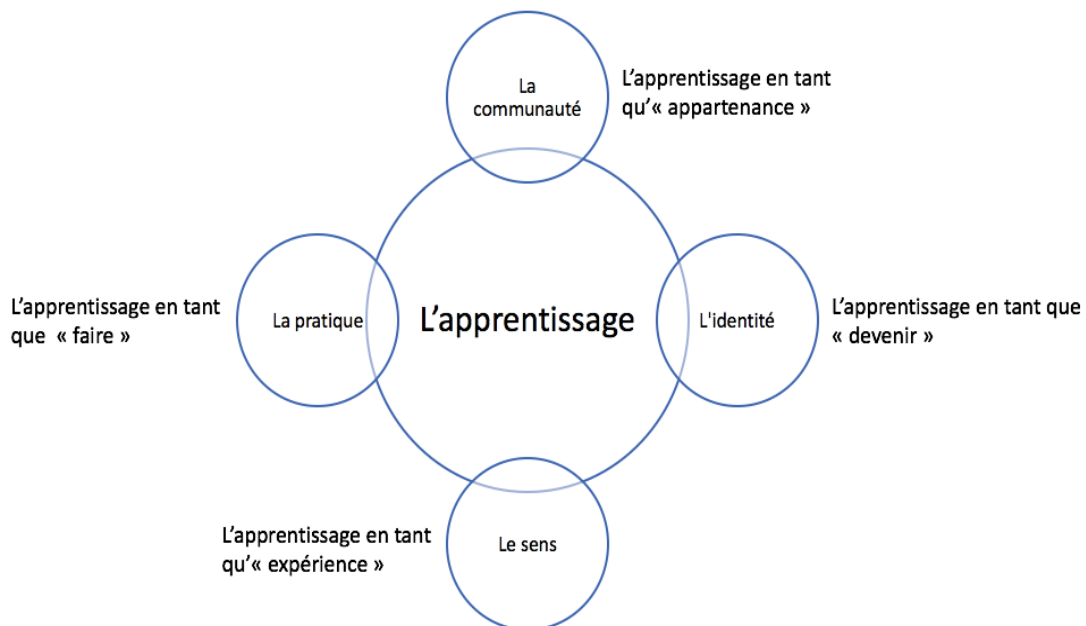 La
communauté
L'apprentissage en tant
qu'« appartenance »
L'apprentissage en tant
que « faire »
La pratique
L'apprentissage
L'identité
L'apprentissage en tant que
« devenir »
L'apprentissage en tant
qu'« expérience »
Le sens